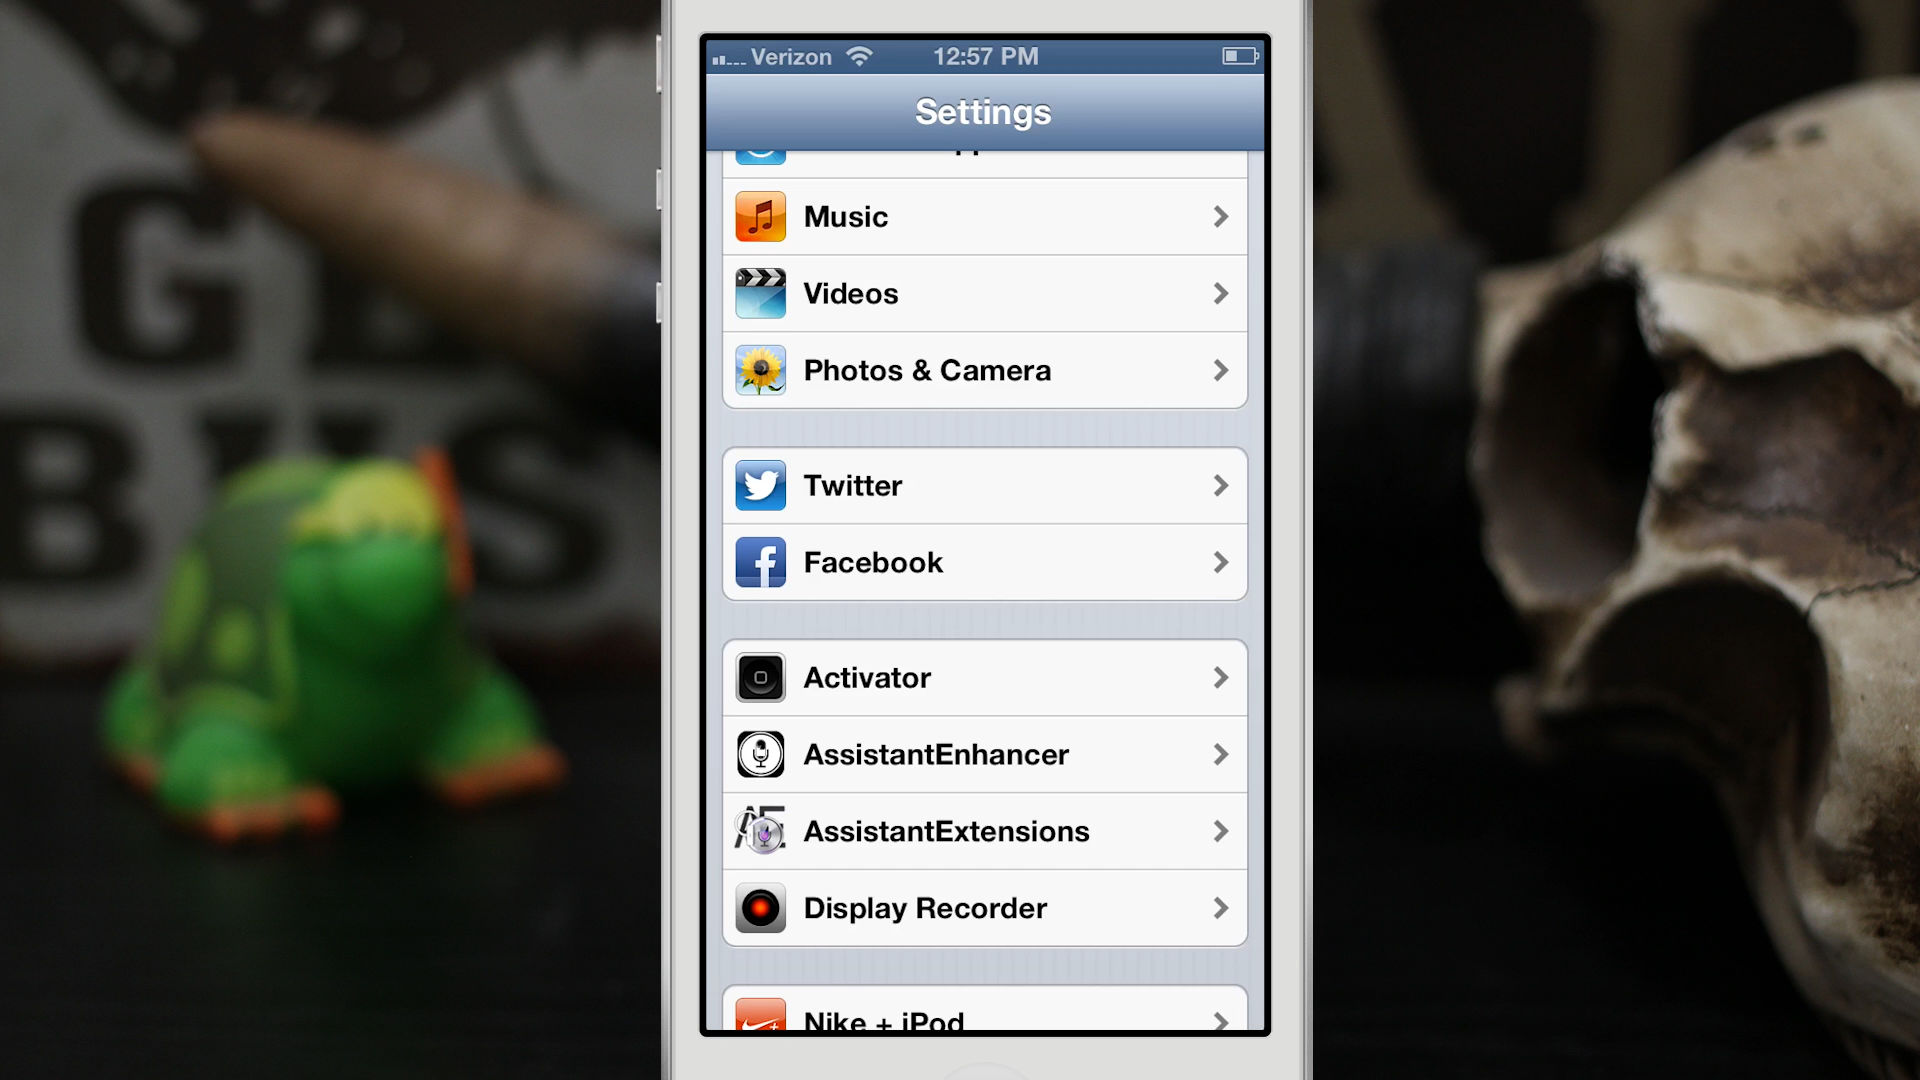 Verizon 12:57 PM
Settings
Music
Videos
Photos & Camera
Twitter
Facebook
Activator
AssistantEnhancer
AssistantExtensions
Display Recorder
Nike + iPod